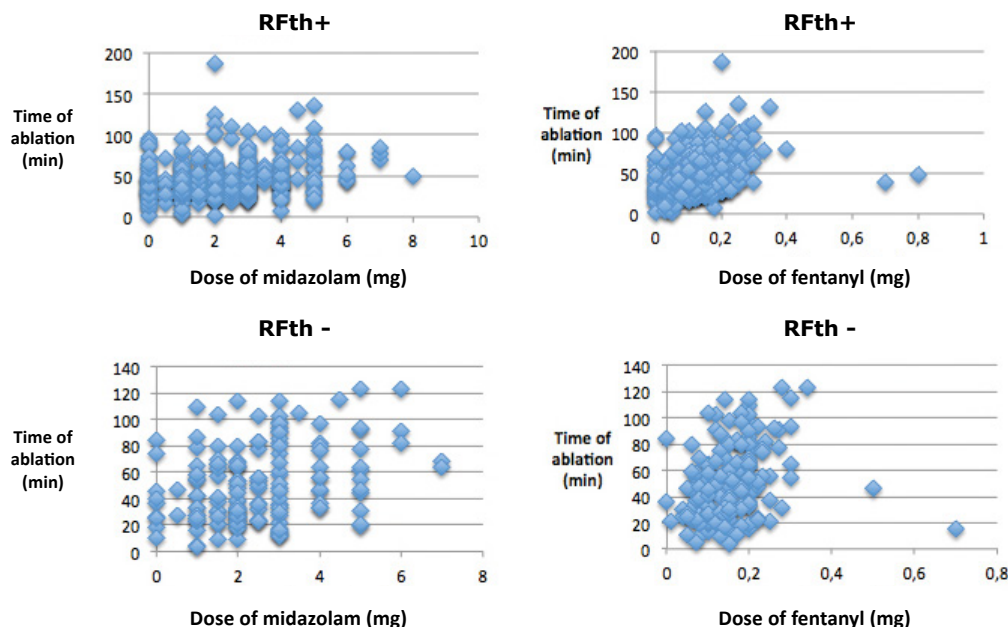 RFth+
200
150
100
50
0
Time of
ablation
(min)
0 2 4 6 8 10
Dose of midazolam (mg)
RFth+
200
150
100
50
0
Time of
ablation
(min)
0 0,2 0,4 0,6 0,8 1
Dose of fentanyl (mg)
RFth -
140
120
100
80
60
40
20
0
Time of
ablation
(min)
0 2 4 6 8
Dose of midazolam (mg)
RFth -
140
120
100
80
60
40
20
0
Time of
ablation
(min)
0 0,2 0,4 0,6 0,8
Dose of fentanyl (mg)